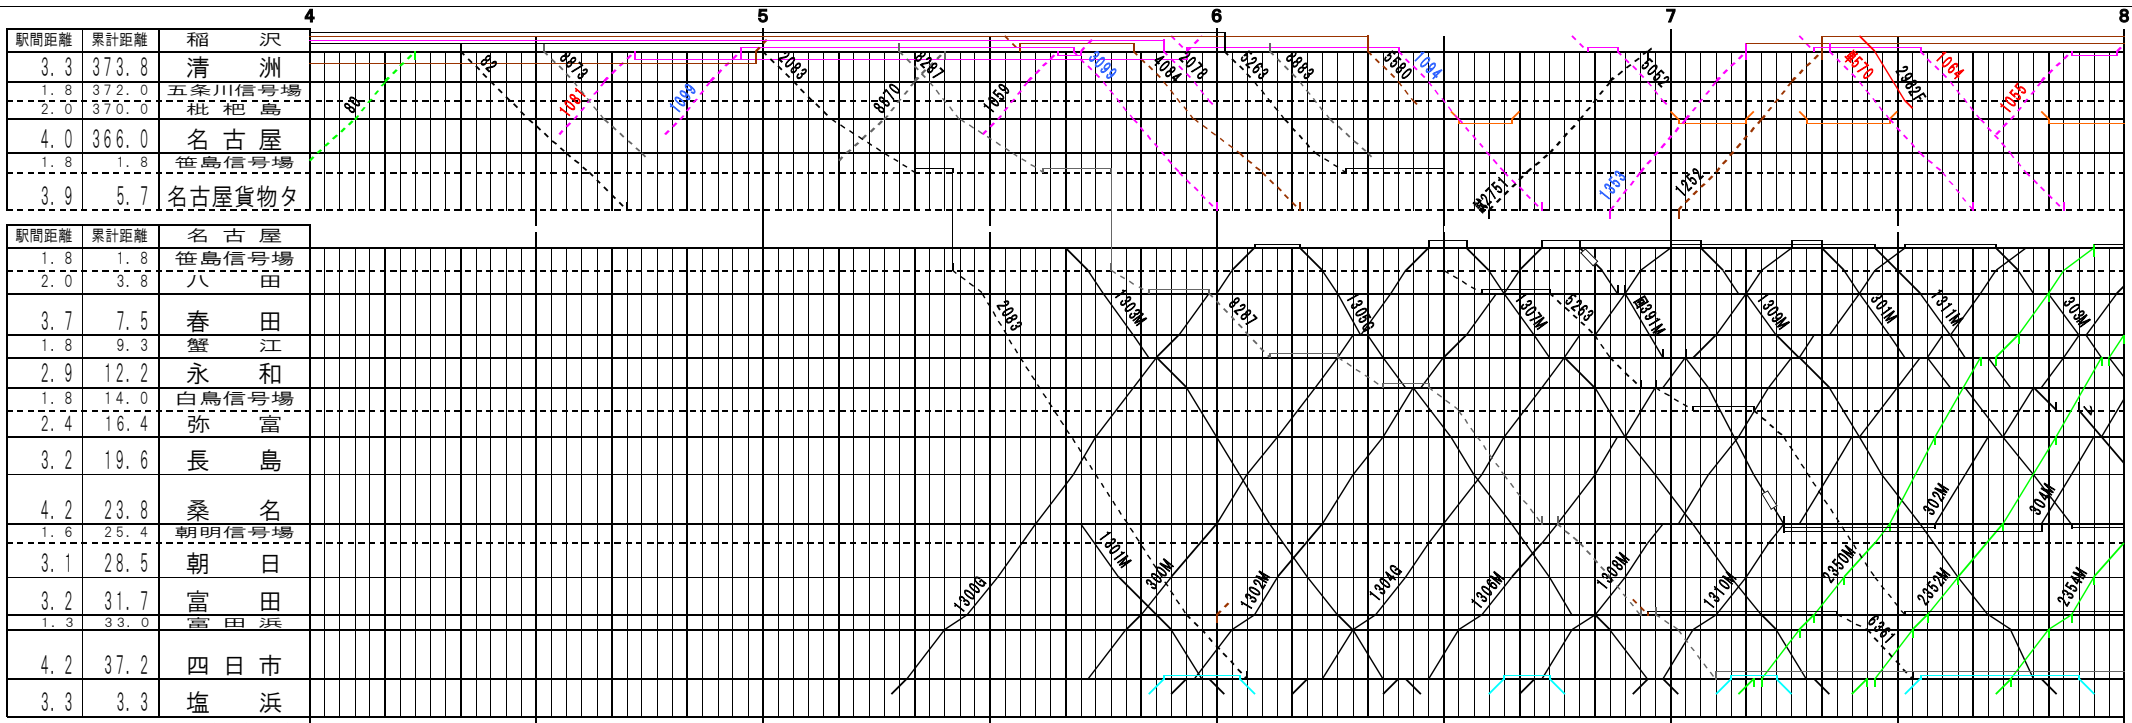 4 5 6 7 8
駅間距離 累計距離 稲沢
3.3 373.8 清洲
1.8 372.0 五条川信号場
2.0 370.0 枇杷島
4.0 366.0 名古屋
1.8 1.8 笹島信号場
3.9 5.7 名古屋貨物タ
80 82 8873 1081 1093 2083 8870 8287 1059 3099 4084 2078 5263 8883 5580 1094 5052 1353 1252 4570 2982F 1064 1055
駅間距離 累計距離 名古屋
1.8 1.8 笹島信号場
2.0 3.8 八田
3.7 7.5 春田
1.8 9.3 蟹江
2.9 12.2 永和
1.8 14.0 白鳥信号場
2.4 16.4 弥富
3.2 19.6 長島
4.2 23.8 桑名
1.6 25.4 朝明信号場
3.1 28.5 朝日
3.2 31.7 富田
1.3 33.0 富田浜
4.2 37.2 四日市
3.3 3.3 塩浜
2083 1303M 8287 1305G 1307M 5263 1309M 301M 1311M 303M
302M 304M
1300G 1301M 300M 1302M 1304G 1306M 1308M 1310M 2350M 6361 2352M 2354M